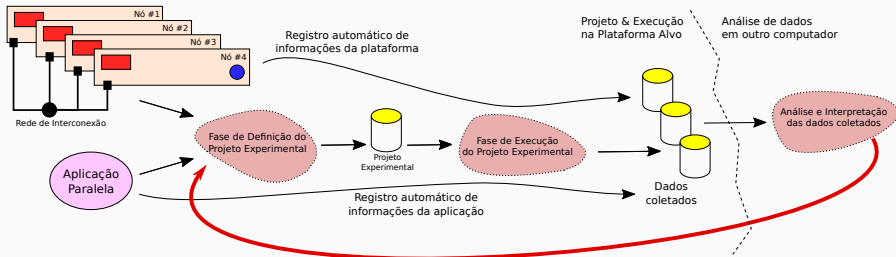 Nó #1
Nó #2
Nó #3
Nó #4
Rede de Interconexão
Registro automático de
informações da plataforma
Projeto & Execução
na Plataforma Alvo
Análise de dados
em outro computador
Fase de Definição do
Projeto Experimental
Projeto
Experimental
Fase de Execução
do Projeto Experimental
Análise e Interpretação
das dados coletados
Aplicação
Paralela
Registro automático de
informações da aplicação
Dados
coletados